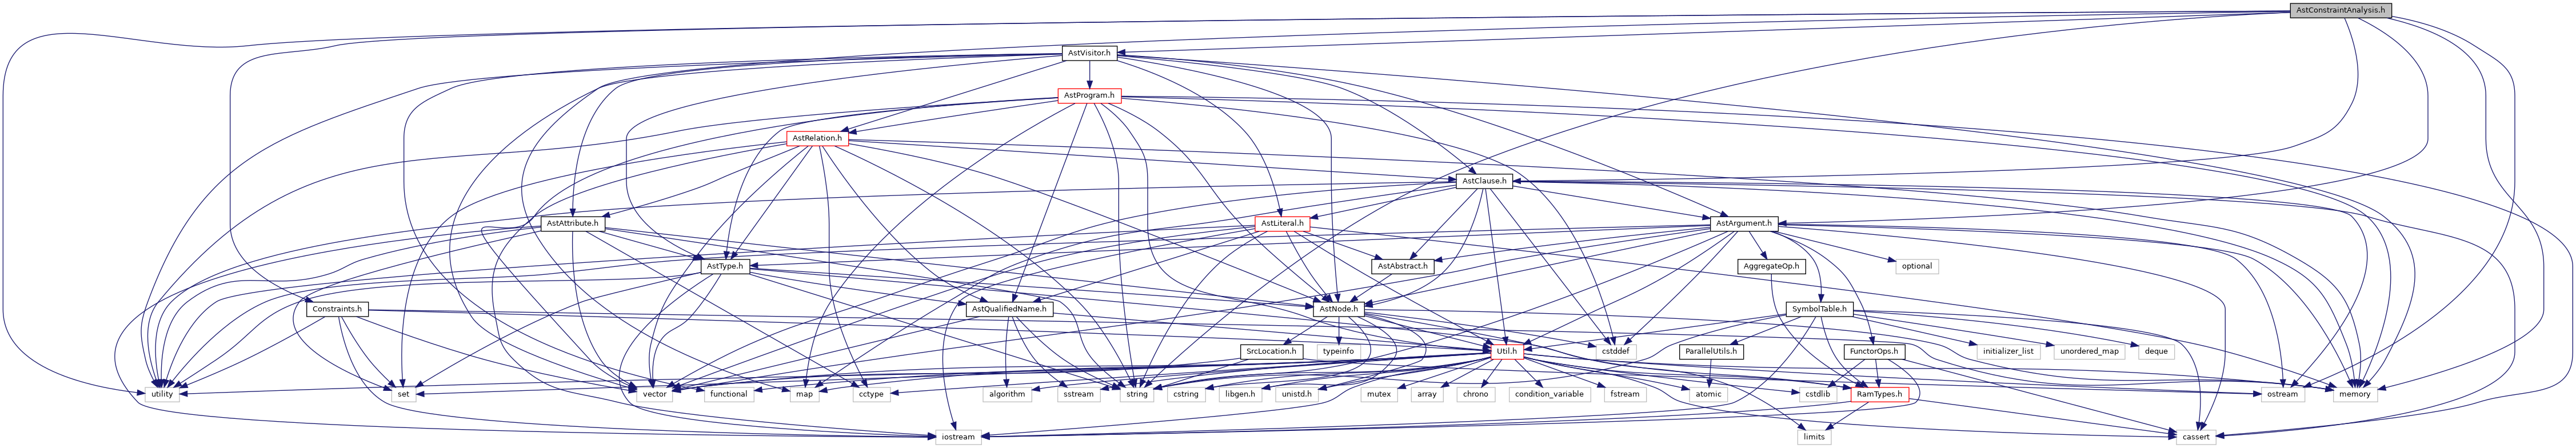 AstConstraintAnalysis.h
AstVisitor.h
AstProgram.h
AstRelation.h
AstClause.h
AstAttribute.h
AstLiteral.h
AstArgument.h
AstType.h
AstAbstract.h
AggregateOp.h
optional
Constraints.h
AstQualifiedName.h
AstNode.h
SymbolTable.h
SrcLocation.h
typeinfo
Util.h
cstddef
ParallelUtils.h
FunctorOps.h
initializer_list
unordered_map
deque
utility
set
vector
functional
map
cctype
algorithm
sstream
string
cstring
libgen.h
unistd.h
mutex
array
chrono
condition_variable
fstream
atomic
cstdlib
RamTypes.h
ostream
memory
iostream
limits
cassert